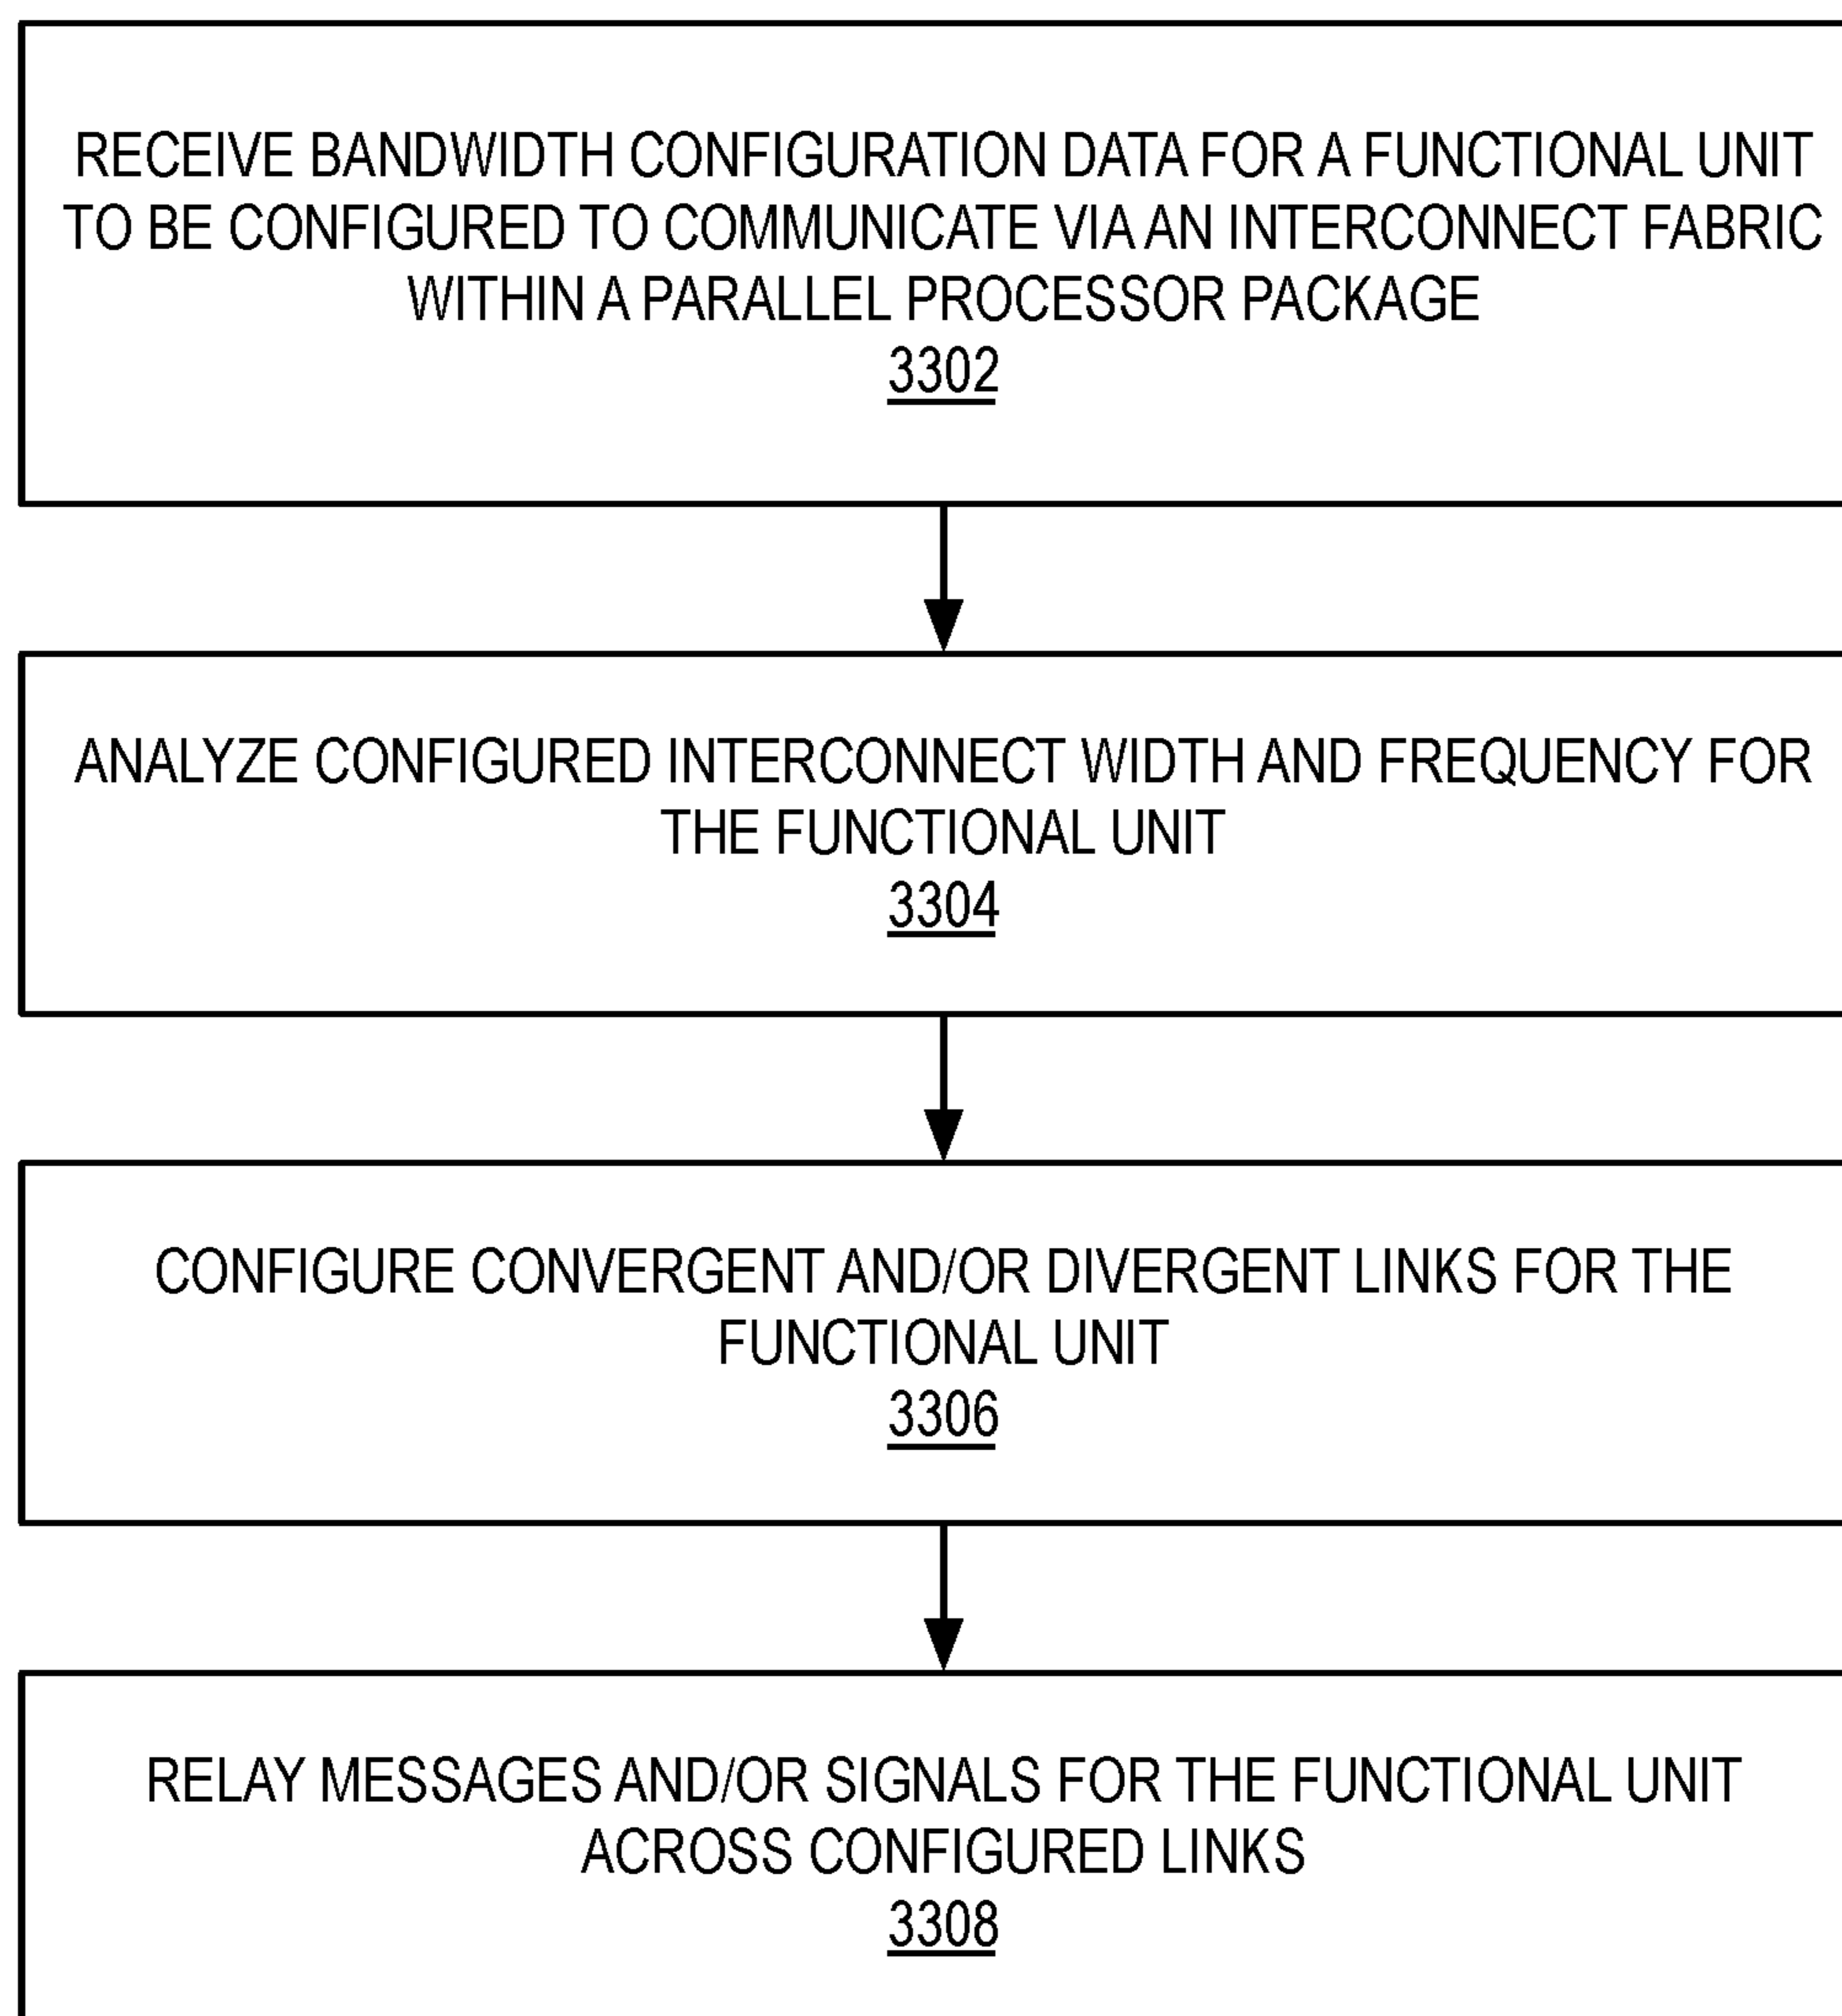 RECEIVE BANDWIDTH CONFIGURATION DATA FOR A FUNCTIONAL UNIT
TO BE CONFIGURED TO COMMUNICATE VIA AN INTERCONNECT FABRIC
WITHIN A PARALLEL PROCESSOR PACKAGE
3302
ANALYZE CONFIGURED INTERCONNECT WIDTH AND FREQUENCY FOR
THE FUNCTIONAL UNIT
3304
CONFIGURE CONVERGENT AND/OR DIVERGENT LINKS FOR THE
FUNCTIONAL UNIT
3306
RELAY MESSAGES AND/OR SIGNALS FOR THE FUNCTIONAL UNIT
ACROSS CONFIGURED LINKS
3308